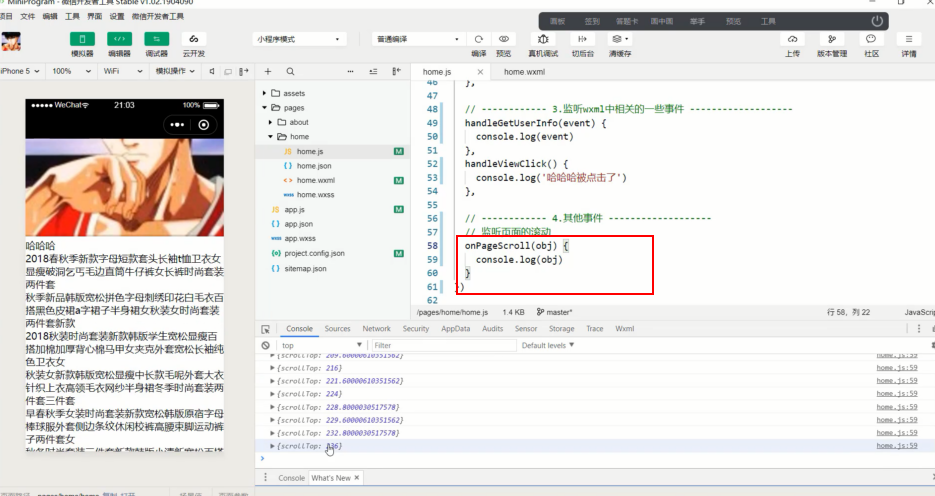 MiniProgram - 微信开发者工具 Stable v1.02.1904090
项目 文件 编辑 工具 界面 设置 微信开发者工具
面板 签到 答题卡 画中画 举手 预览 工具
模拟器 编辑器 调试器 云开发 小程序模式 普通编译 编译 预览 真机调试 切后台 清缓存 上传 版本管理 社区 详情
iPhone 5 100% WiFi 模拟操作
home.js × home.wxml
assets
pages
about
home
home.js M
home.json
home.wxml M
home.wxss
app.js M
app.json
app.wxss
project.config.json M
sitemap.json
WeChat 21:03 100%
哈哈哈
2018春秋季新款字母短款套头长袖t恤卫衣女
显瘦破洞乞丐毛边直筒牛仔裤女长裤时尚套装
两件套
秋季新品韩版宽松拼色字母刺绣印花白毛衣百
搭黑色皮裙a字裙子半身裙女秋装女时尚套装
两件套新款
2018秋装时尚套装新款韩版学生宽松显瘦百
搭加棉加厚背心棉马甲女夹克外套宽松长袖纯
色卫衣女
秋装女新款韩版宽松显瘦中长款毛呢外套大衣
针织上衣高领毛衣网纱半身裙冬季时尚套装两
件套三件套
早春秋季女装时尚套装新款宽松韩版原宿字母
棒球服外套侧边条纹休闲校裤高腰束脚运动裤
子两件套女
46 },
47
48 // ------------ 3.监听wxml中相关的一些事件 -------------------
49 handleGetUserInfo(event) {
50 console.log(event)
51 },
52 handleViewClick() {
53 console.log('哈哈哈被点击了')
54 },
55
56 // ------------ 4.其他事件 -------------------
57 // 监听页面的滚动
58 onPageScroll(obj) {
59 console.log(obj)
60 }
61 })
62
/pages/home/home.js 1.4 KB master* 行 58，列 22 JavaScri
Console Sources Network Security AppData Audits Sensor Storage Trace Wxml
top Filter Default levels
{scrollTop: 209.60000610351562} home.js:59
{scrollTop: 216} home.js:59
{scrollTop: 221.60000610351562} home.js:59
{scrollTop: 224} home.js:59
{scrollTop: 228.8000030517578} home.js:59
{scrollTop: 229.60000610351562} home.js:59
{scrollTop: 232.8000030517578} home.js:59
{scrollTop: 236} home.js:59
Console What's New ×